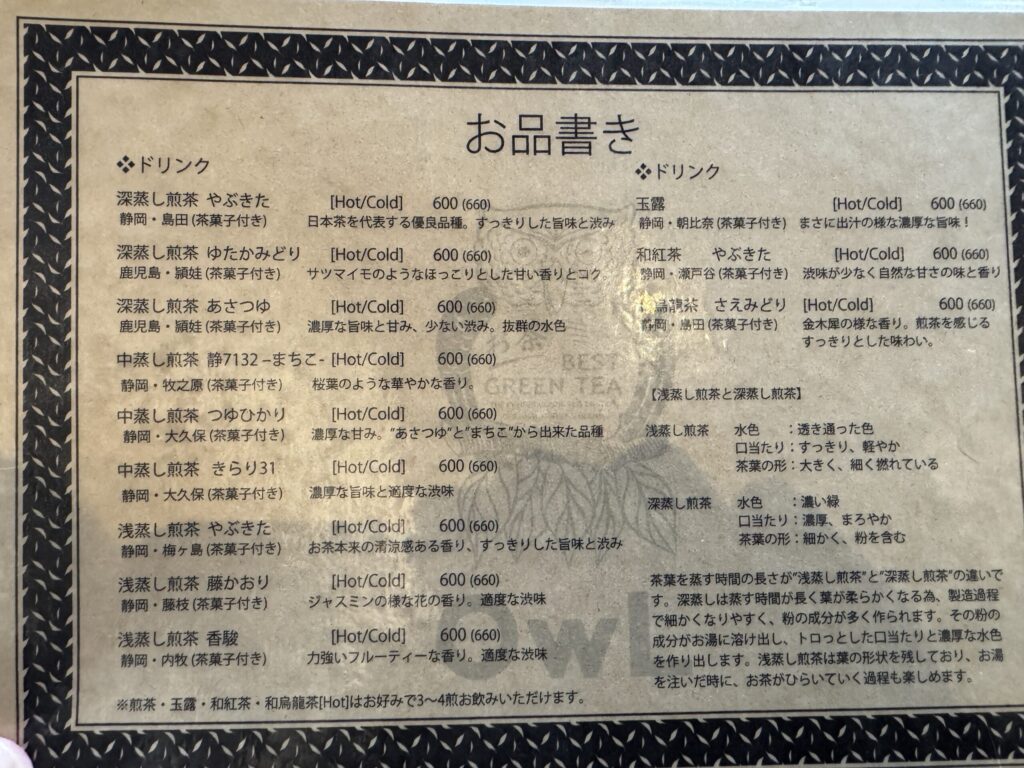 お品書き
❖ドリンク
深蒸し煎茶 やぶきた [Hot/Cold] 600 (660)
静岡・島田 (茶菓子付き) 日本茶を代表する優良品種。すっきりした旨味と渋み
深蒸し煎茶 ゆたかみどり [Hot/Cold] 600 (660)
鹿児島・頴娃 (茶菓子付き) サツマイモのようなほっこりとした甘い香りとコク
深蒸し煎茶 あさつゆ [Hot/Cold] 600 (660)
鹿児島・頴娃 (茶菓子付き) 濃厚な旨味と甘み、少ない渋み。抜群の水色
中蒸し煎茶 静7132 –まちこ- [Hot/Cold] 600 (660)
静岡・牧之原 (茶菓子付き) 桜葉のような華やかな香り。
中蒸し煎茶 つゆひかり [Hot/Cold] 600 (660)
静岡・大久保 (茶菓子付き) 濃厚な甘み。“あさつゆ”と”まちこ”から出来た品種
中蒸し煎茶 きらり31 [Hot/Cold] 600 (660)
静岡・大久保 (茶菓子付き) 濃厚な旨味と適度な渋味
浅蒸し煎茶 やぶきた [Hot/Cold] 600 (660)
静岡・梅ヶ島 (茶菓子付き) お茶本来の清涼感ある香り、すっきりした旨味と渋み
浅蒸し煎茶 藤かおり [Hot/Cold] 600 (660)
静岡・藤枝 (茶菓子付き) ジャスミンの様な花の香り。適度な渋味
浅蒸し煎茶 香駿 [Hot/Cold] 600 (660)
静岡・内牧 (茶菓子付き) 力強いフルーティーな香り。適度な渋味
※煎茶・玉露・和紅茶・和烏龍茶[Hot]はお好みで3～4煎お飲みいただけます。
❖ドリンク
玉露 [Hot/Cold] 600 (660)
静岡・朝比奈 (茶菓子付き) まさに出汁の様な濃厚な旨味！
和紅茶 やぶきた [Hot/Cold] 600 (660)
静岡・瀬戸谷 (茶菓子付き) 渋味が少なく自然な甘さの味と香り
烏龍茶 さえみどり [Hot/Cold] 600 (660)
静岡・島田 (茶菓子付き) 金木犀の様な香り。煎茶を感じる
すっきりとした味わい。
【浅蒸し煎茶と深蒸し煎茶】
浅蒸し煎茶 水色 ：透き通った色
口当たり：すっきり、軽やか
茶葉の形：大きく、細く撚れている
深蒸し煎茶 水色 ：濃い緑
口当たり：濃厚、まろやか
茶葉の形：細かく、粉を含む
茶葉を蒸す時間の長さが”浅蒸し煎茶”と”深蒸し煎茶”の違いで
す。深蒸しは蒸す時間が長く葉が柔らかくなる為、製造過程
で細かくなりやすく、粉の成分が多く作られます。その粉の
成分がお湯に溶け出し、トロっとした口当たりと濃厚な水色
を作り出します。浅蒸し煎茶は葉の形状を残しており、お湯
を注いだ時に、お茶がひらいていく過程も楽しめます。
お茶
BEST
GREEN TEA
Owl